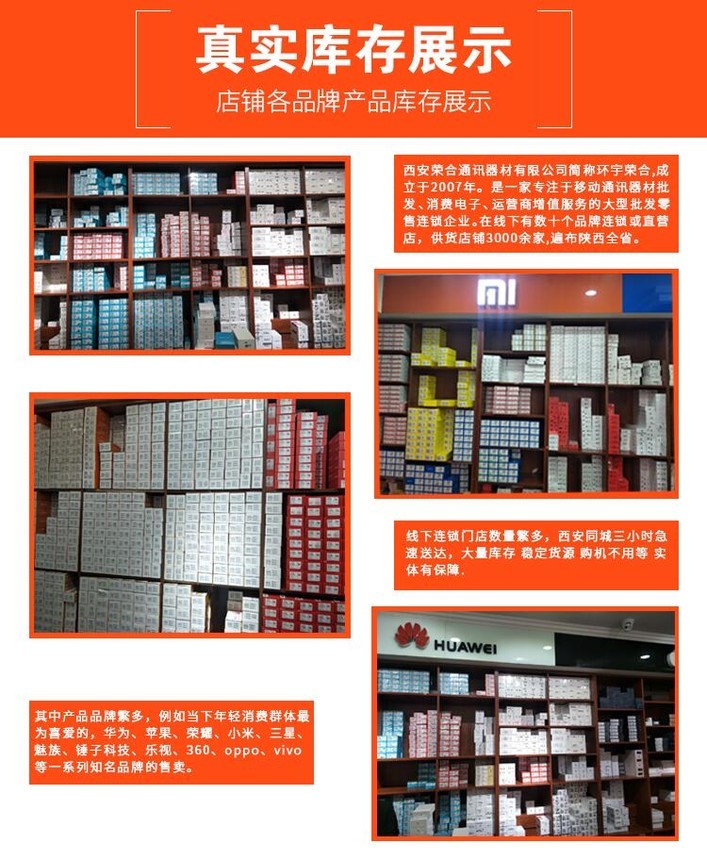 真实库存展示
店铺各品牌产品库存展示
西安荣合通讯器材有限公司简称环宇荣合,成
立于2007年。是一家专注于移动通讯器材批
发、消费电子、运营商增值服务的大型批发零
售连锁企业。在线下有数十个品牌连锁或直营
店，供货店铺3000余家,遍布陕西全省。
MI
线下连锁门店数量繁多，西安同城三小时急
速送达，大量库存 稳定货源 购机不用等 实
体有保障.
HUAWEI
其中产品品牌繁多，例如当下年轻消费群体最
为喜爱的，华为、苹果、荣耀、小米、三星、
魅族、锤子科技、乐视、360、oppo、vivo
等一系列知名品牌的售卖。